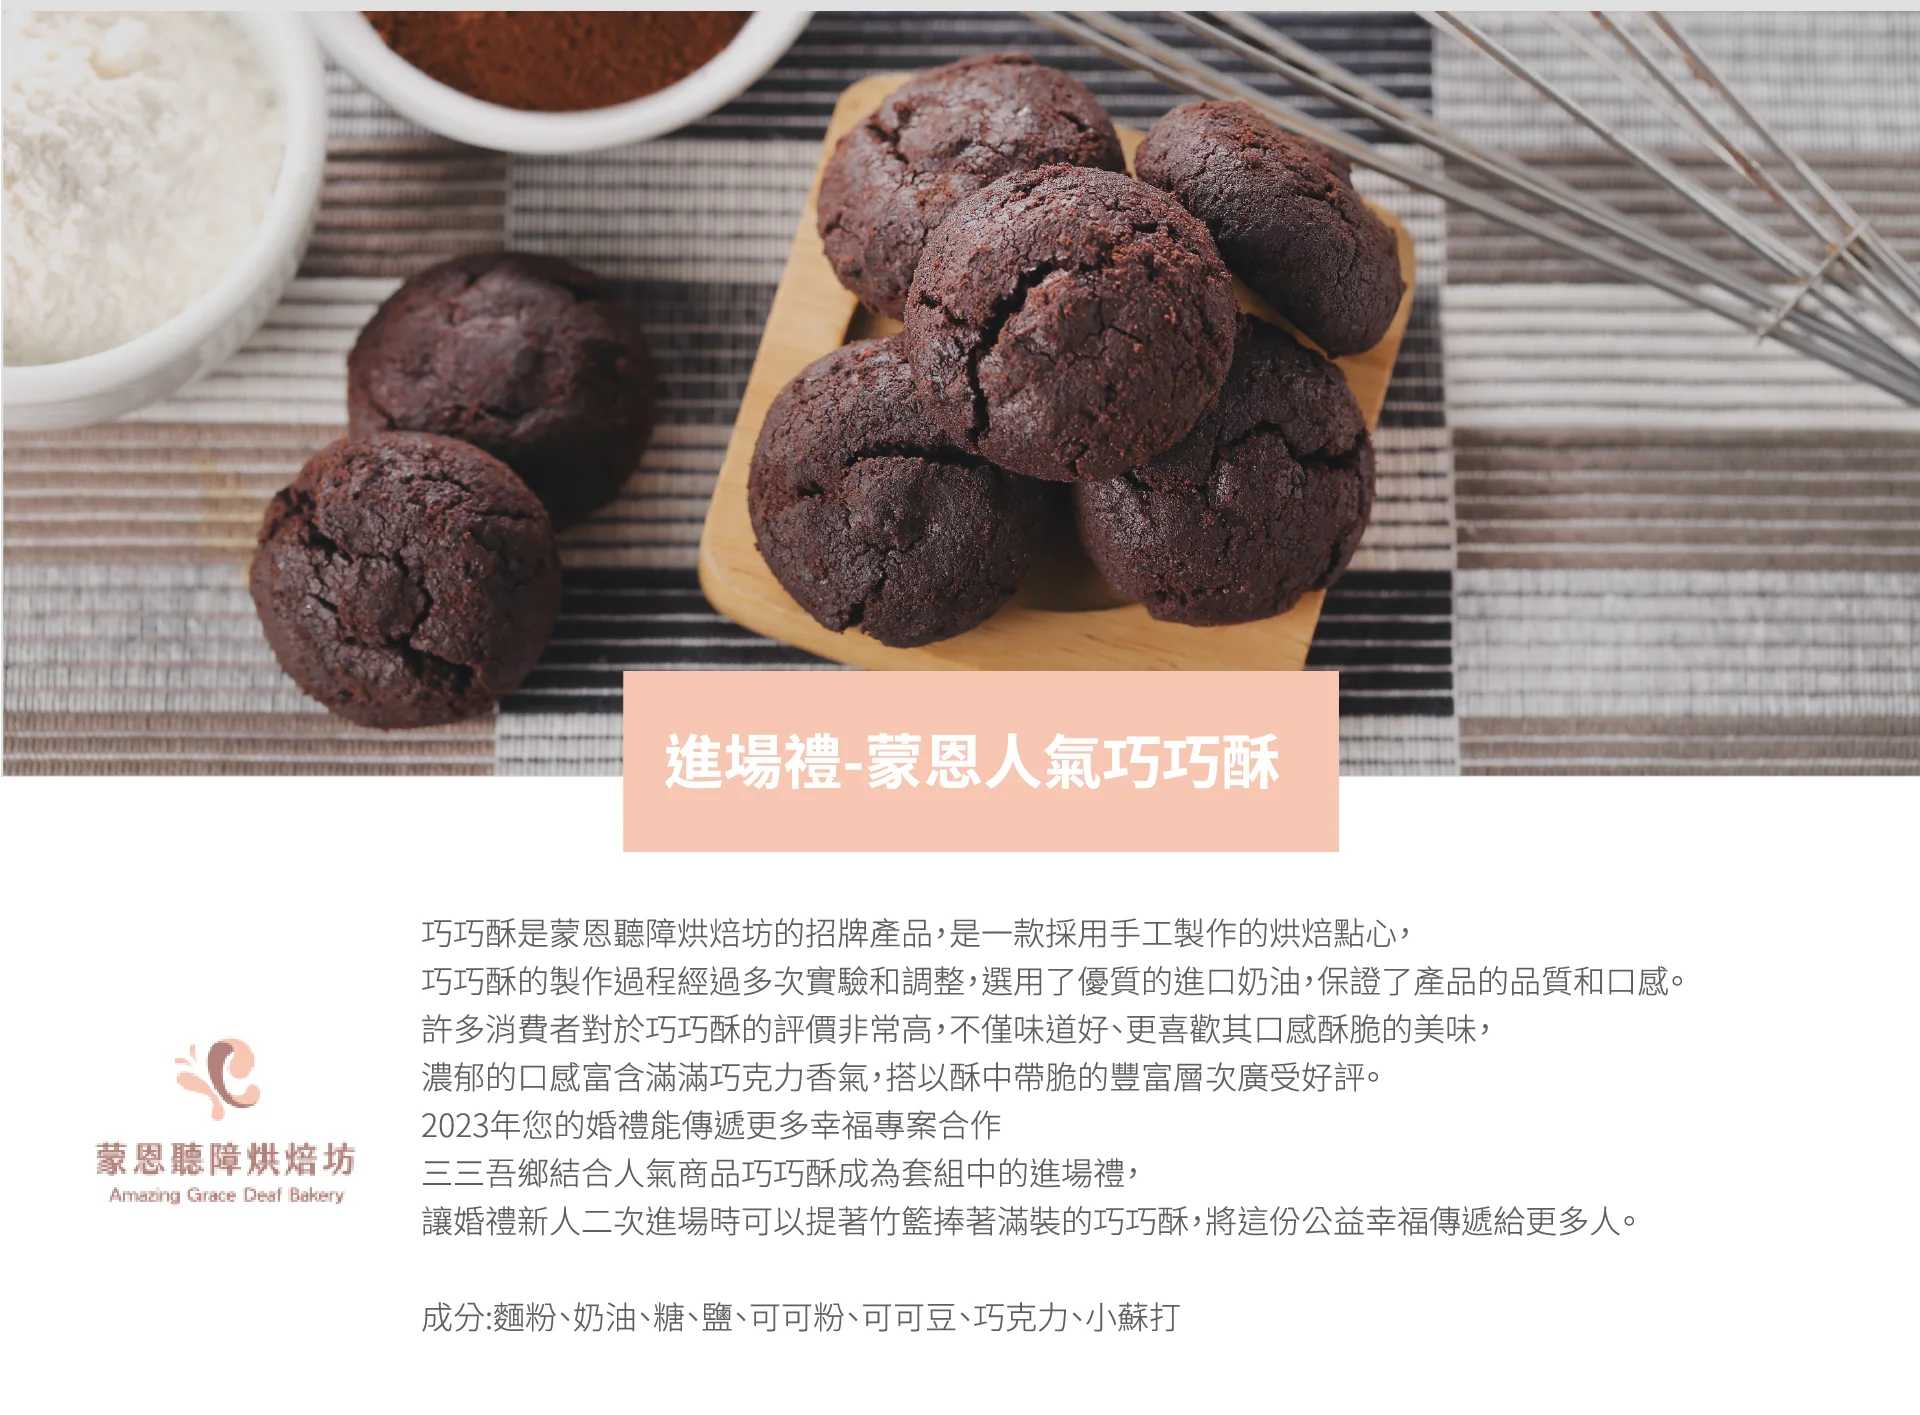 進場禮-蒙恩人氣巧巧酥
巧巧酥是蒙恩聽障烘焙坊的招牌產品,是一款採用手工製作的烘焙點心,
巧巧酥的製作過程經過多次實驗和調整,選用了優質的進口奶油,保證了產品的品質和口感。
許多消費者對於巧巧酥的評價非常高,不僅味道好、更喜歡其口感酥脆的美味,
濃郁的口感富含滿滿巧克力香氣,搭以酥中帶脆的豐富層次廣受好評。
2023年您的婚禮能傳遞更多幸福專案合作
三三吾鄉結合人氣商品巧巧酥成為套組中的進場禮,
讓婚禮新人二次進場時可以提著竹籃捧著滿裝的巧巧酥,將這份公益幸福傳遞給更多人。
成分:麵粉、奶油、糖、鹽、可可粉、可可豆、巧克力、小蘇打
蒙恩聽障烘焙坊
Amazing Grace Deaf Bakery